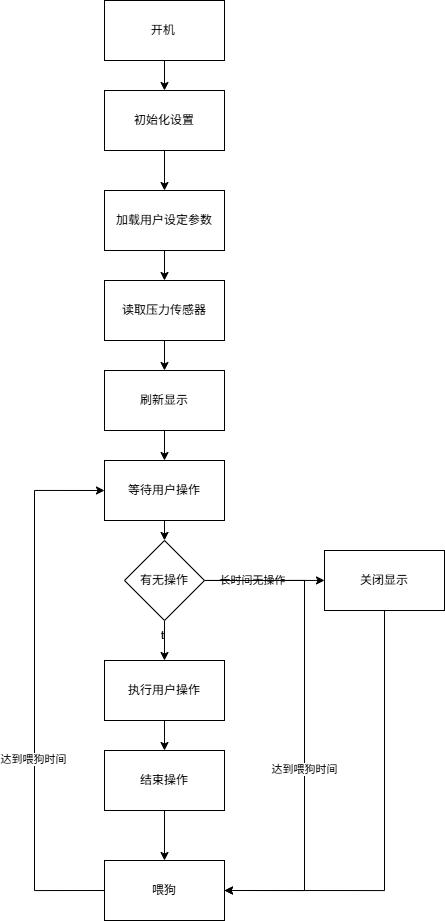 开机
初始化设置
加载用户设定参数
读取压力传感器
刷新显示
等待用户操作
有无操作
长时间无操作
关闭显示
t
执行用户操作
结束操作
达到喂狗时间
达到喂狗时间
喂狗